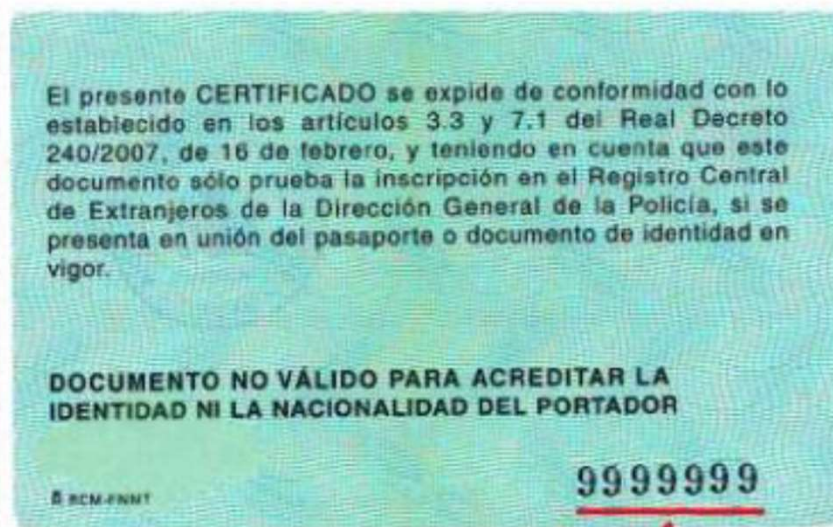 El presente CERTIFICADO se expide de conformidad con lo
establecido en los artículos 3.3 y 7.1 del Real Decreto
240/2007, de 16 de febrero, y teniendo en cuenta que este
documento sólo prueba la inscripción en el Registro Central
de Extranjeros de la Dirección General de la Policía, si se
presenta en unión del pasaporte o documento de identidad en
vigor.
DOCUMENTO NO VÁLIDO PARA ACREDITAR LA
IDENTIDAD NI LA NACIONALIDAD DEL PORTADOR
RCM-FNMT
9999999